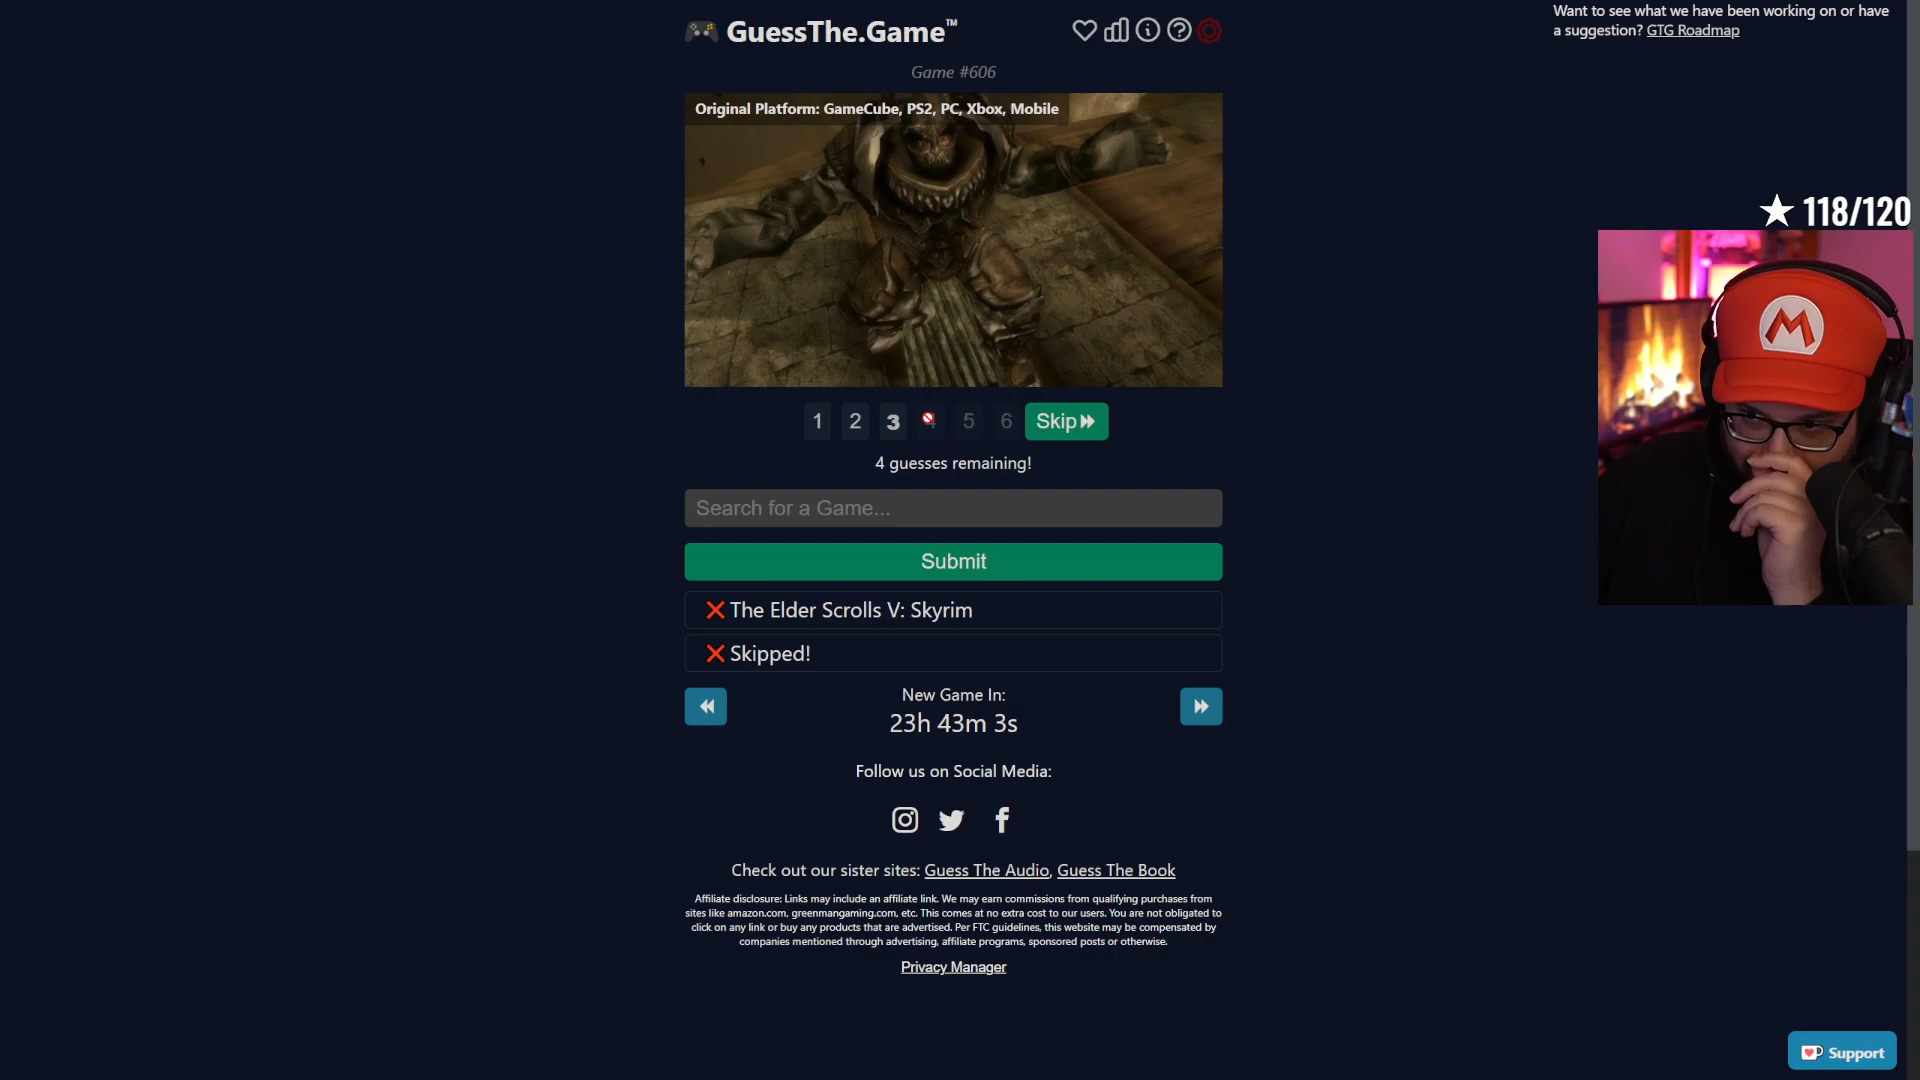 GuessThe.Game™
Want to see what we have been working on or have
a suggestion? GTG Roadmap
Game #606
Original Platform: GameCube, PS2, PC, Xbox, Mobile
118/120
M
1 2 3 4 5 6 Skip
4 guesses remaining!
Search for a Game...
Submit
The Elder Scrolls V: Skyrim
Skipped!
New Game In:
23h 43m 3s
Follow us on Social Media:
Check out our sister sites: Guess The Audio, Guess The Book
Affiliate disclosure: Links may include an affiliate link. We may earn commissions from qualifying purchases from
sites like amazon.com, greenmangaming.com, etc. This comes at no extra cost to our users. You are not obligated to
click on any link or buy any products that are advertised. Per FTC guidelines, this website may be compensated by
companies mentioned through advertising, affiliate programs, sponsored posts or otherwise.
Privacy Manager
Support